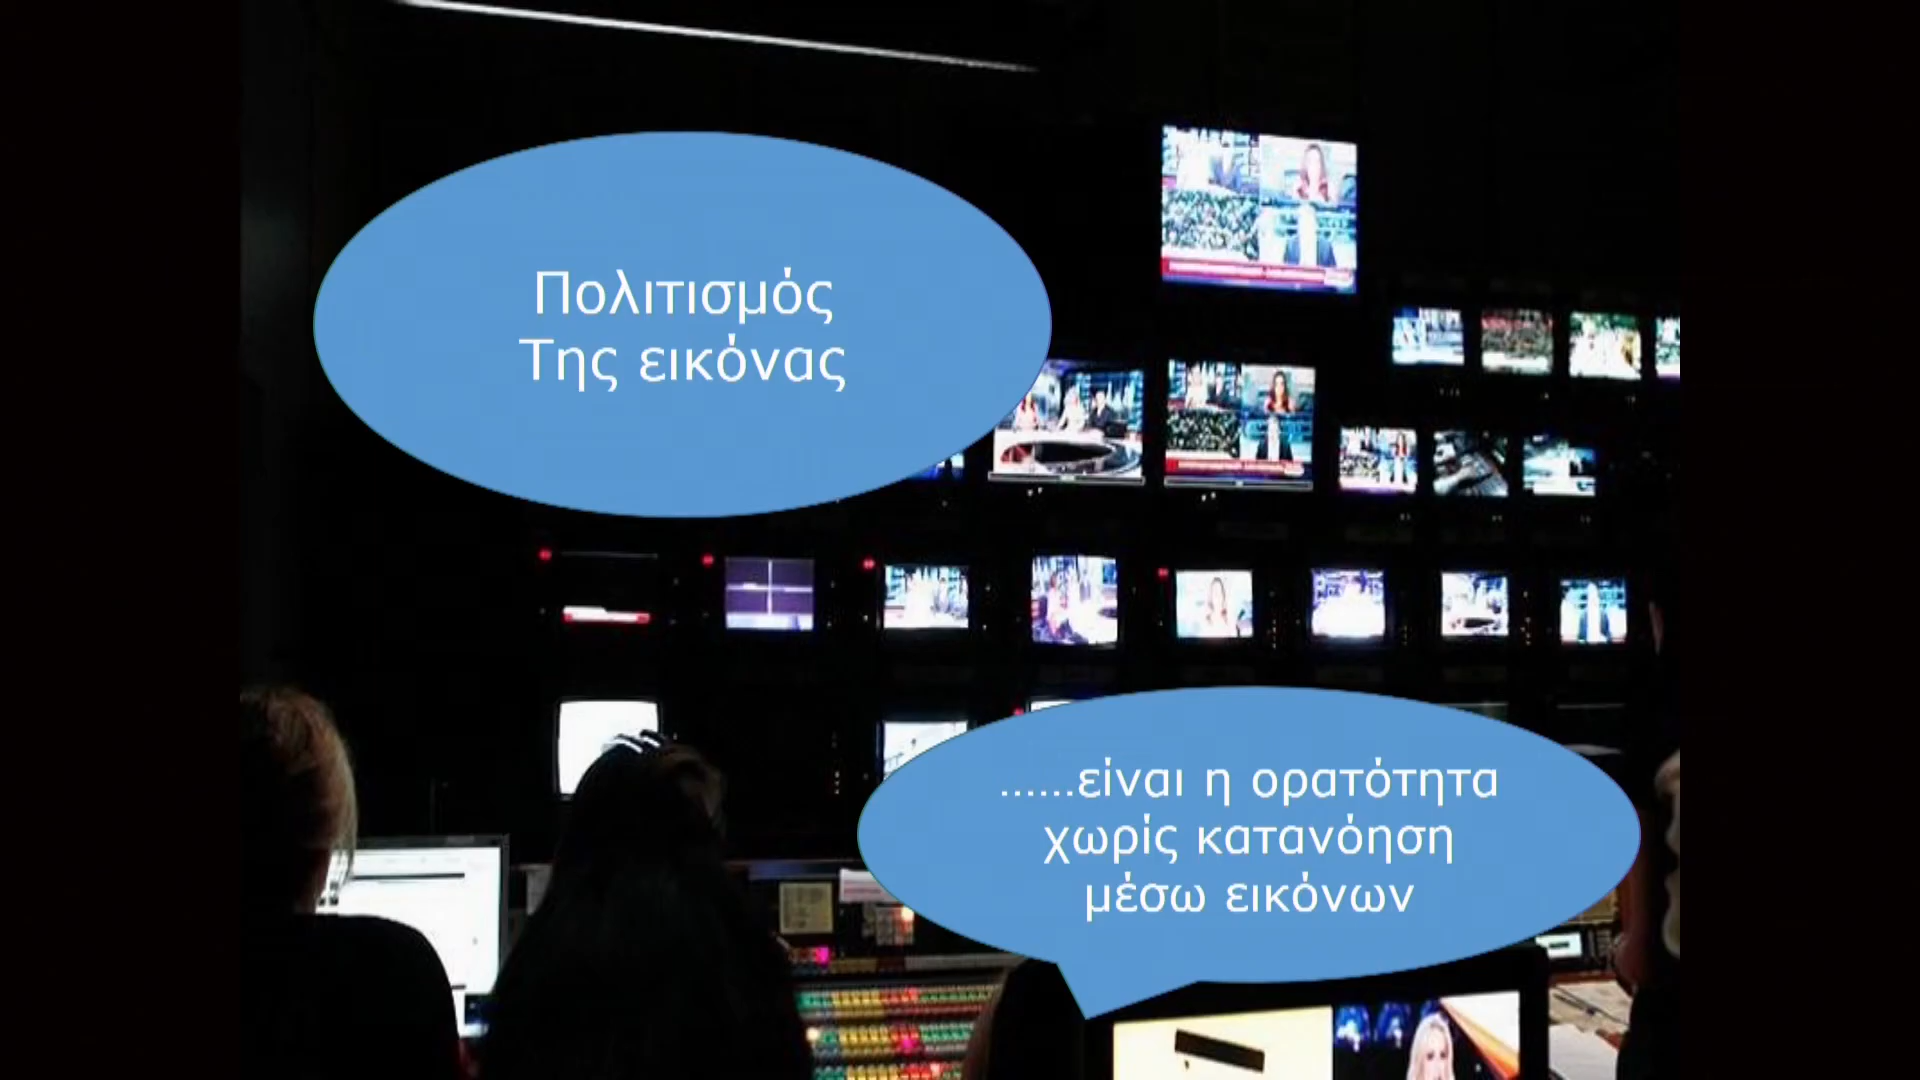 Πολιτισμός
Της εικόνας
......είναι η ορατότητα
χωρίς κατανόηση
μέσω εικόνων